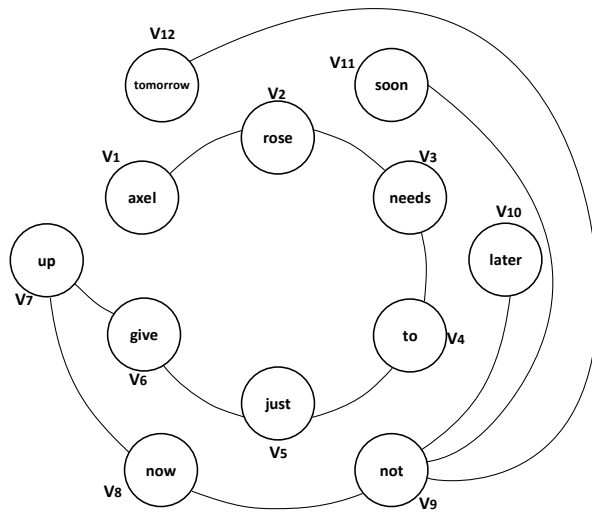 V12
tomorrow
V11
soon
V2
rose
V1
axel
V3
needs
V10
later
up
V7
give
V6
to
V4
just
V5
now
V8
not
V9